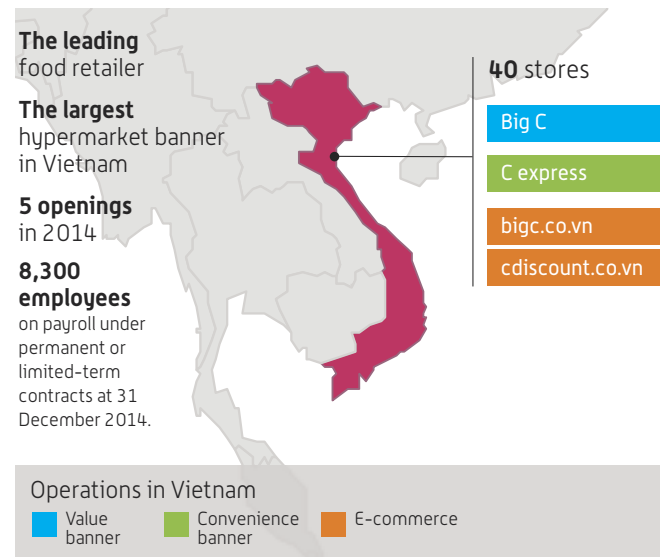 The leading
food retailer
The largest
hypermarket banner
in Vietnam
5 openings
in 2014
8,300
employees
on payroll under
permanent or
limited-term
contracts at 31
December 2014.
40 stores
Big C
C express
bigc.co.vn
cdiscount.co.vn
Operations in Vietnam
Value
banner
Convenience
banner
E-commerce